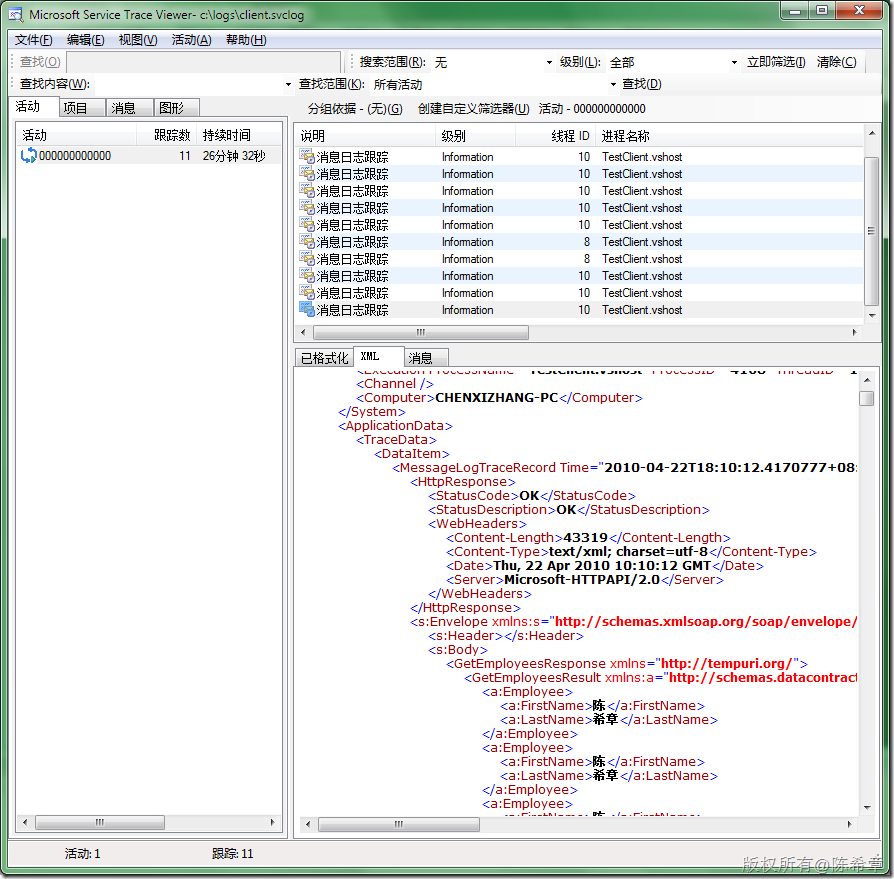 Microsoft Service Trace Viewer- c:\logs\client.svclog
文件(F) 编辑(E) 视图(V) 活动(A) 帮助(H)
查找(O) 搜索范围(R): 无 级别(L): 全部 立即筛选(I) 清除(C)
查找内容(W): 查找范围(K): 所有活动 查找(D)
活动 项目 消息 图形 分组依据 - (无)(G) 创建自定义筛选器(U) 活动 - 000000000000
活动 跟踪数 持续时间
000000000000 11 26分钟 32秒
说明 级别 线程 ID 进程名称
消息日志跟踪 Information 10 TestClient.vshost
消息日志跟踪 Information 10 TestClient.vshost
消息日志跟踪 Information 10 TestClient.vshost
消息日志跟踪 Information 10 TestClient.vshost
消息日志跟踪 Information 10 TestClient.vshost
消息日志跟踪 Information 8 TestClient.vshost
消息日志跟踪 Information 8 TestClient.vshost
消息日志跟踪 Information 10 TestClient.vshost
消息日志跟踪 Information 10 TestClient.vshost
消息日志跟踪 Information 10 TestClient.vshost
已格式化 XML 消息
<Channel />
<Computer>CHENXIZHANG-PC</Computer>
</System>
<ApplicationData>
<TraceData>
<DataItem>
<MessageLogTraceRecord Time="2010-04-22T18:10:12.4170777+08:
<HttpResponse>
<StatusCode>OK</StatusCode>
<StatusDescription>OK</StatusDescription>
<WebHeaders>
<Content-Length>43319</Content-Length>
<Content-Type>text/xml; charset=utf-8</Content-Type>
<Date>Thu, 22 Apr 2010 10:10:12 GMT</Date>
<Server>Microsoft-HTTPAPI/2.0</Server>
</WebHeaders>
</HttpResponse>
<s:Envelope xmlns:s="http://schemas.xmlsoap.org/soap/envelope/
<s:Header></s:Header>
<s:Body>
<GetEmployeesResponse xmlns="http://tempuri.org/">
<GetEmployeesResult xmlns:a="http://schemas.datacontract
<a:Employee>
<a:FirstName>陈</a:FirstName>
<a:LastName>希章</a:LastName>
</a:Employee>
<a:Employee>
<a:FirstName>陈</a:FirstName>
<a:LastName>希章</a:LastName>
</a:Employee>
<a:Employee>
<a:FirstName>陈</a:FirstName>
活动: 1 跟踪: 11
版权所有@陈希章